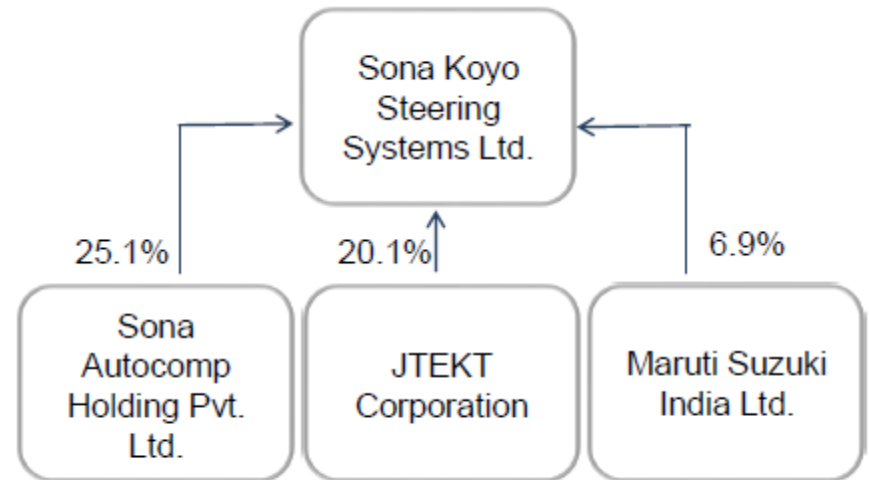 Sona Koyo
Steering
Systems Ltd.
25.1%
20.1%
6.9%
Sona
Autocomp
Holding Pvt.
Ltd.
JTEKT
Corporation
Maruti Suzuki
India Ltd.